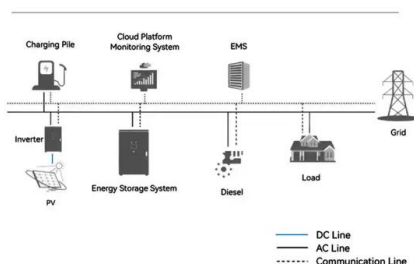 Charging Pile
Cloud Platform
Monitoring System
EMS
Grid
Inverter
PV
Energy Storage System
Diesel
Load
DC Line
AC Line
Communication Line